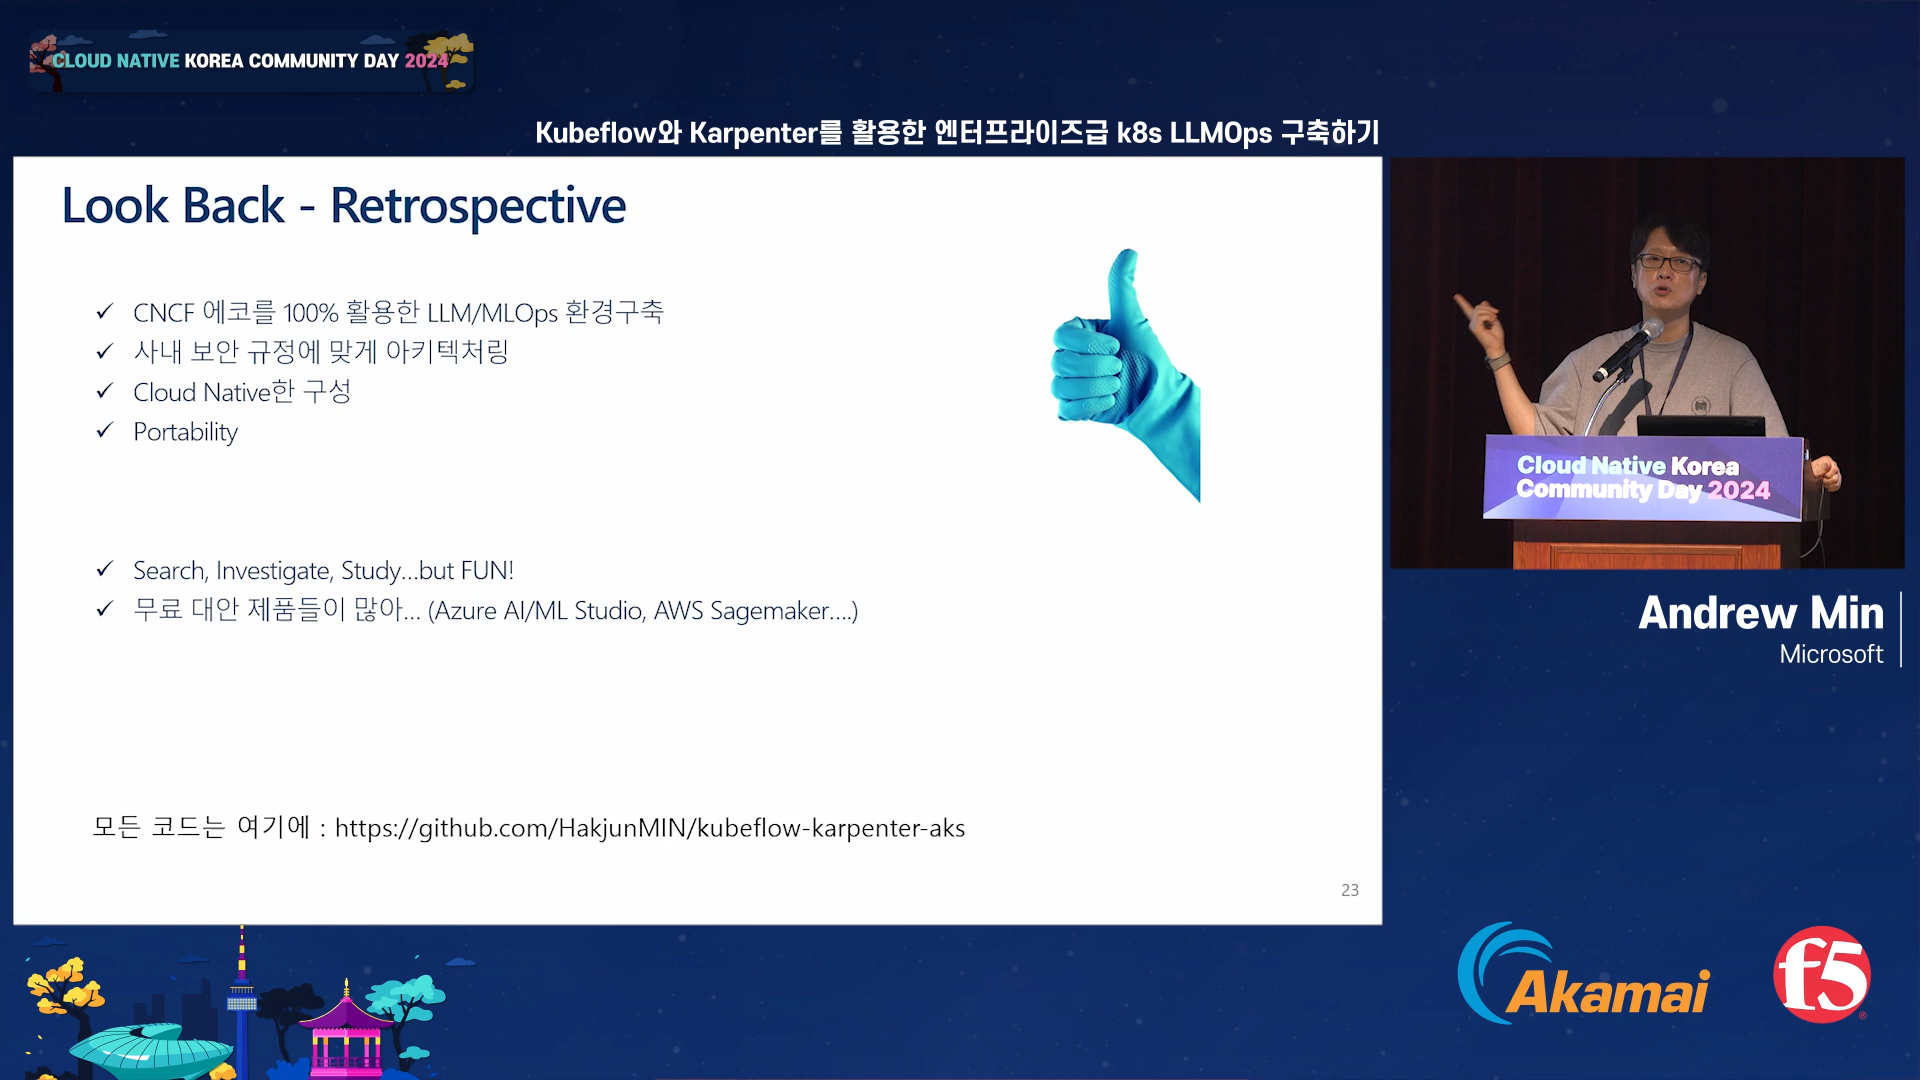 CLOUD NATIVE KOREA COMMUNITY DAY 2024
Kubeflow와 Karpenter를 활용한 엔터프라이즈급 k8s LLMOps 구축하기
Look Back - Retrospective
✓ CNCF 에코를 100% 활용한 LLM/MLOps 환경구축
✓ 사내 보안 규정에 맞게 아키텍처링
✓ Cloud Native한 구성
✓ Portability
✓ Search, Investigate, Study...but FUN!
✓ 무료 대안 제품들이 많아... (Azure AI/ML Studio, AWS Sagemaker....)
모든 코드는 여기에 : https://github.com/HakjunMIN/kubeflow-karpenter-aks
23
Cloud Native Korea
Community Day 2024
Andrew Min
Microsoft
Akamai
f5